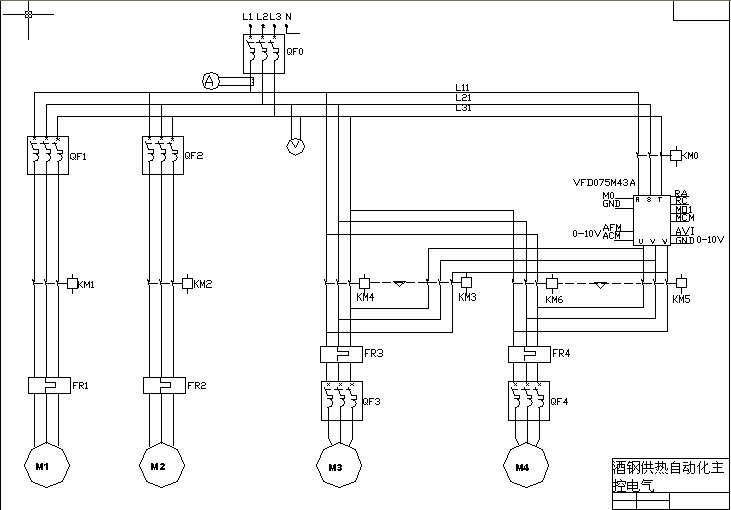 L1 L2 L3 N
QF0
A
L11
L21
L31
V
QF1
QF2
KM0
VFD075M43A
M0
GND
R S T
RA
RC
MO1
MCM
AFM
0-10V
ACM
AVI
GND
0-10V
U V V
KM1
KM2
KM4
KM3
KM6
KM5
FR3
FR4
FR1
FR2
QF3
QF4
M1
M2
M3
M4
酒钢供热自动化主
控电气